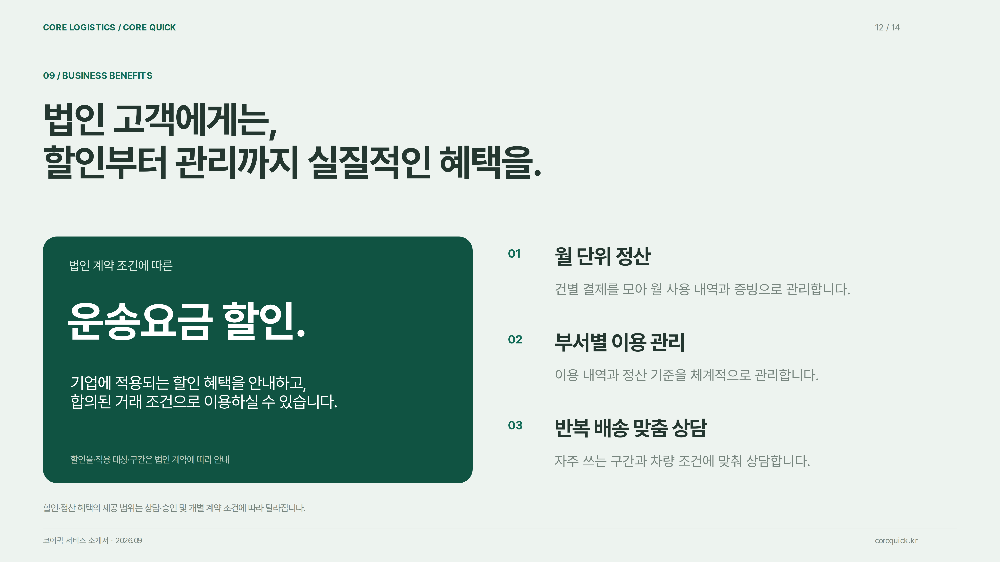 CORE LOGISTICS / CORE QUICK
12 / 14
09 / BUSINESS BENEFITS
법인 고객에게는,
할인부터 관리까지 실질적인 혜택을.
법인 계약 조건에 따른
운송요금 할인.
기업에 적용되는 할인 혜택을 안내하고,
합의된 거래 조건으로 이용하실 수 있습니다.
할인율·적용 대상·구간은 법인 계약에 따라 안내
01
월 단위 정산
건별 결제를 모아 월 사용 내역과 증빙으로 관리합니다.
02
부서별 이용 관리
이용 내역과 정산 기준을 체계적으로 관리합니다.
03
반복 배송 맞춤 상담
자주 쓰는 구간과 차량 조건에 맞춰 상담합니다.
할인·정산 혜택의 제공 범위는 상담·승인 및 개별 계약 조건에 따라 달라집니다.
코어퀵 서비스 소개서 · 2026.09
corequick.kr